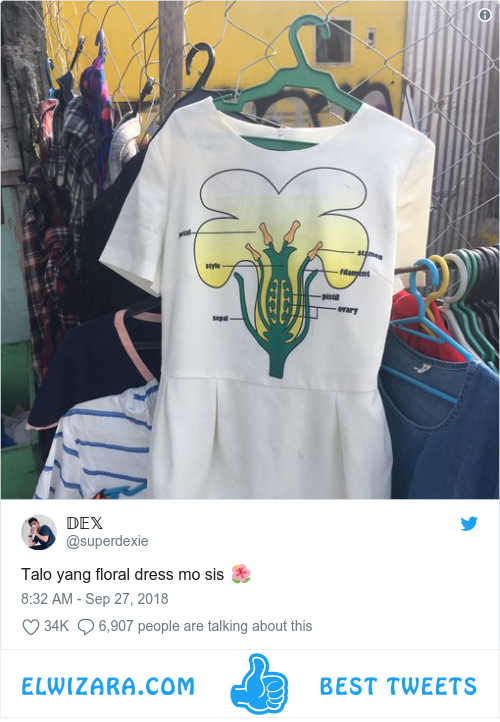 petal
stamen
style
filament
pistil
ovary
sepal
𝔻𝔼𝕏
@superdexie
Talo yang floral dress mo sis 🌺
8:32 AM - Sep 27, 2018
34K 6,907 people are talking about this
ELWIZARA.COM BEST TWEETS